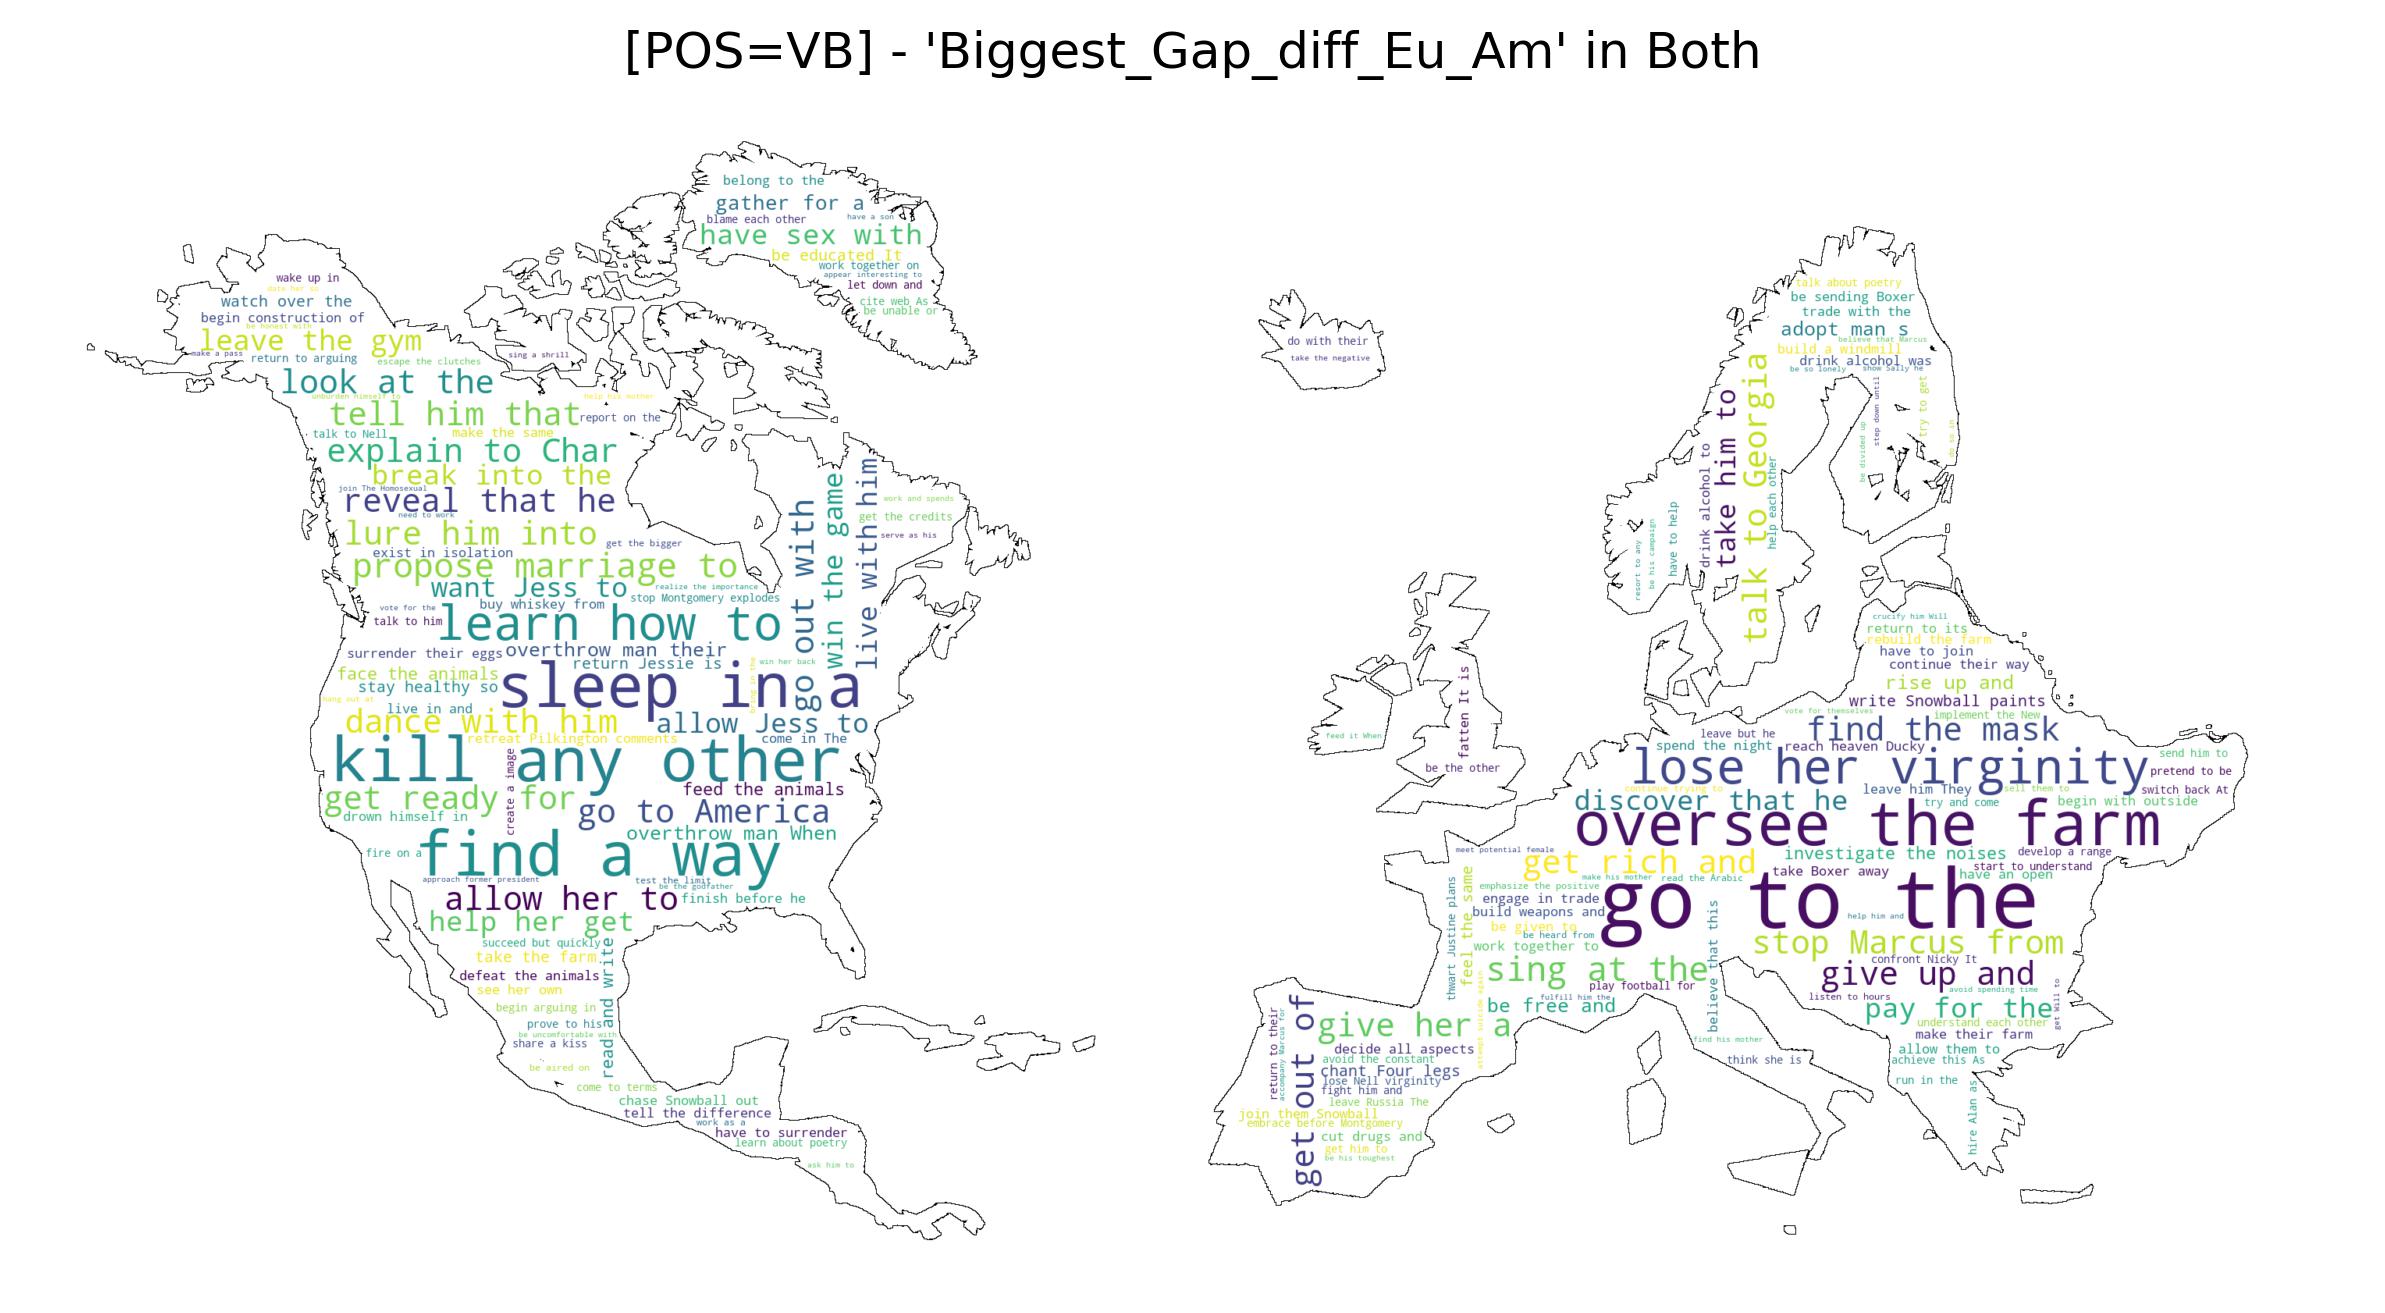 [POS=VB] - 'Biggest_Gap_diff_Eu_Am' in Both
belong to the
gather for a
blame each other
have a son
have sex with
be educated It
work together on
appear interesting to
let down and
cite web As
be unable or
wake up in
date her so
watch over the
begin construction of
be honest with
leave the gym
make a pass
return to arguing
escape the clutches
sing a shrill
look at the
unburden himself to
help his mother
tell him that
report on the
talk to Nell
make the same
explain to Char
break into the
join The Homosexual
reveal that he
need to work
lure him into
get the bigger
exist in isolation
propose marriage to
want Jess to
realize the importance
stop Montgomery explodes
buy whiskey from
vote for the
talk to him
learn how to
go out with
win the game
live with him
work and spends
get the credits
serve as his
surrender their eggs
overthrow man their
return Jessie is
win her back
face the animals
stay healthy so
sleep in a
bring in the
hang out at
live in and
dance with him
allow Jess to
retreat Pilkington comments
come in The
kill any other
create a image
feed the animals
get ready for
go to America
drown himself in
overthrow man When
fire on a
find a way
approach former president
test the limit
be the godfather
allow her to
finish before he
help her get
succeed but quickly
take the farm
read and write
defeat the animals
see her own
begin arguing in
prove to his
be uncomfortable with
share a kiss
be aired on
come to terms
chase Snowball out
tell the difference
work as a
have to surrender
learn about poetry
ask him to
do with their
take the negative
talk about poetry
be sending Boxer
trade with the
adopt man s
believe that Marcus
build a windmill
drink alcohol was
be so lonely
show Sally he
step down until
try to get
be divided up
do so in
take him to
talk to Georgia
drink alcohol to
help each other
have to help
be his campaign
resort to any
crucify him Will
return to its
rebuild the farm
have to join
continue their way
rise up and
write Snowball paints
vote for themselves
implement the New
find the mask
fatten It is
feed it When
be the other
leave but he
spend the night
reach heaven Ducky
send him to
pretend to be
lose her virginity
continue trying to
leave him They
sell them to
switch back At
discover that he
try and come
begin with outside
oversee the farm
meet potential female
get rich and
investigate the noises
develop a range
start to understand
make his mother
read the Arabic
take Boxer away
have an open
emphasize the positive
engage in trade
build weapons and
be given to
be heard from
work together to
thwart Justine plans
feel the same
go to the
help him and
believe that this
stop Marcus from
confront Nicky It
sing at the
give up and
play football for
avoid spending time
listen to hours
fulfill him the
be free and
pay for the
get Will to
attempt suicide again
understand each other
return to their
accompany Marcus for
get out of
give her a
find his mother
make their farm
decide all aspects
allow them to
avoid the constant
think she is
achieve this As
chant Four legs
lose Nell virginity
run in the
fight him and
leave Russia The
hire Alan as
join them Snowball
embrace before Montgomery
cut drugs and
get him to
be his toughest